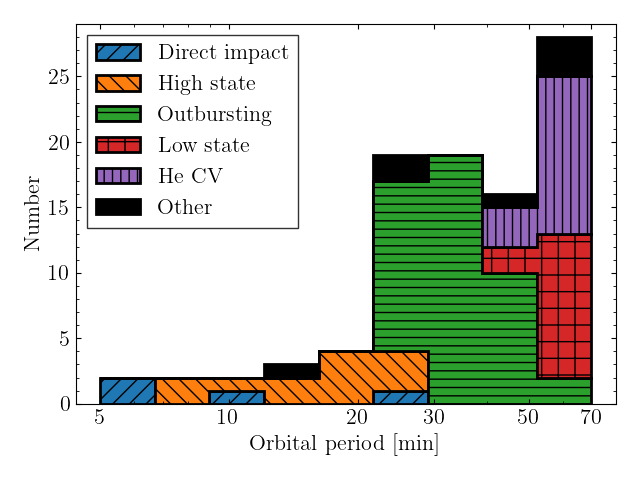 Direct impact
High state
Outbursting
Low state
He CV
Other
25
20
15
10
5
0
Number
5 10 20 30 50 70
Orbital period [min]